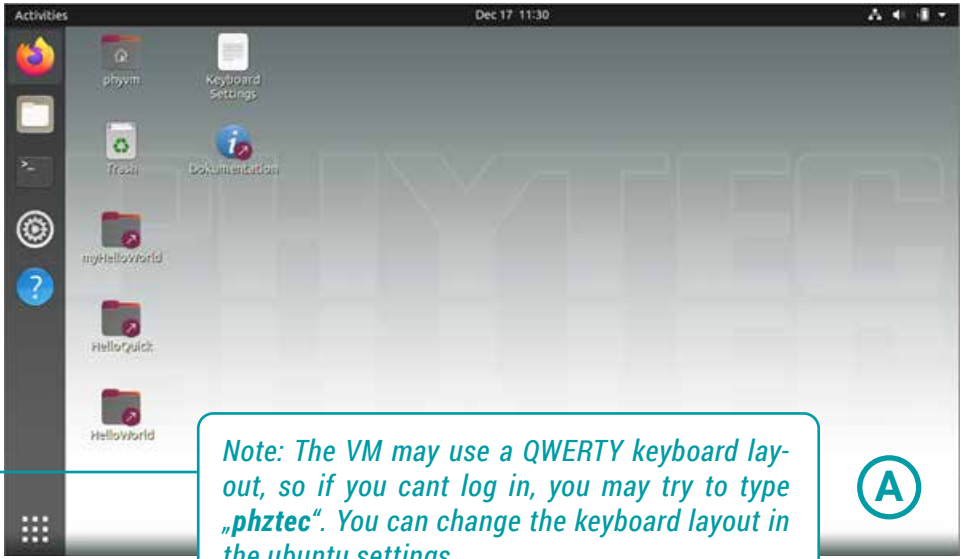 Activities
Dec 17 11:30
phyvm
Keyboard
Settings
Trash
Dokumentation
myHelloWorld
HelloQuick
HelloWorld
PHYTEC
Note: The VM may use a QWERTY keyboard lay-
out, so if you cant log in, you may try to type
„phztec“. You can change the keyboard layout in
the ubuntu settings
A